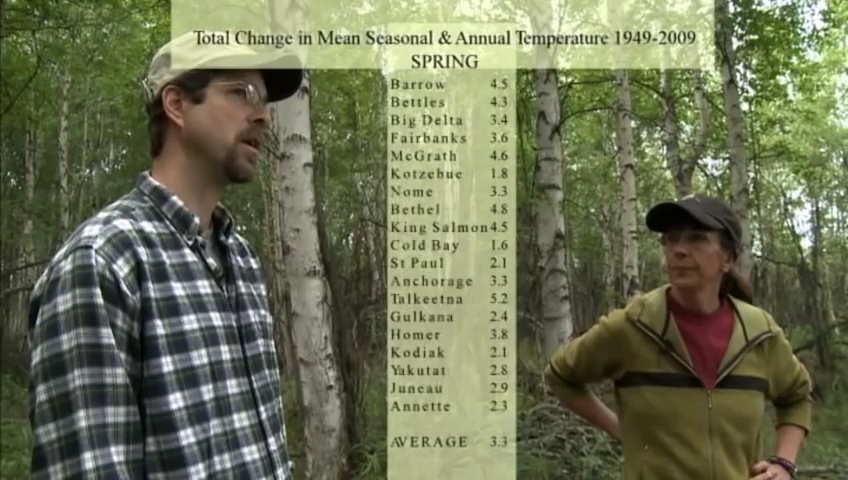 Total Change in Mean Seasonal & Annual Temperature 1949-2009
SPRING
Barrow 4.5
Bettles 4.3
Big Delta 3.4
Fairbanks 3.6
McGrath 4.6
Kotzebue 1.8
Nome 3.3
Bethel 4.8
King Salmon 4.5
Cold Bay 1.6
St Paul 2.1
Anchorage 3.3
Talkeetna 5.2
Gulkana 2.4
Homer 3.8
Kodiak 2.1
Yakutat 2.8
Juneau 2.9
Annette 2.3
AVERAGE 3.3